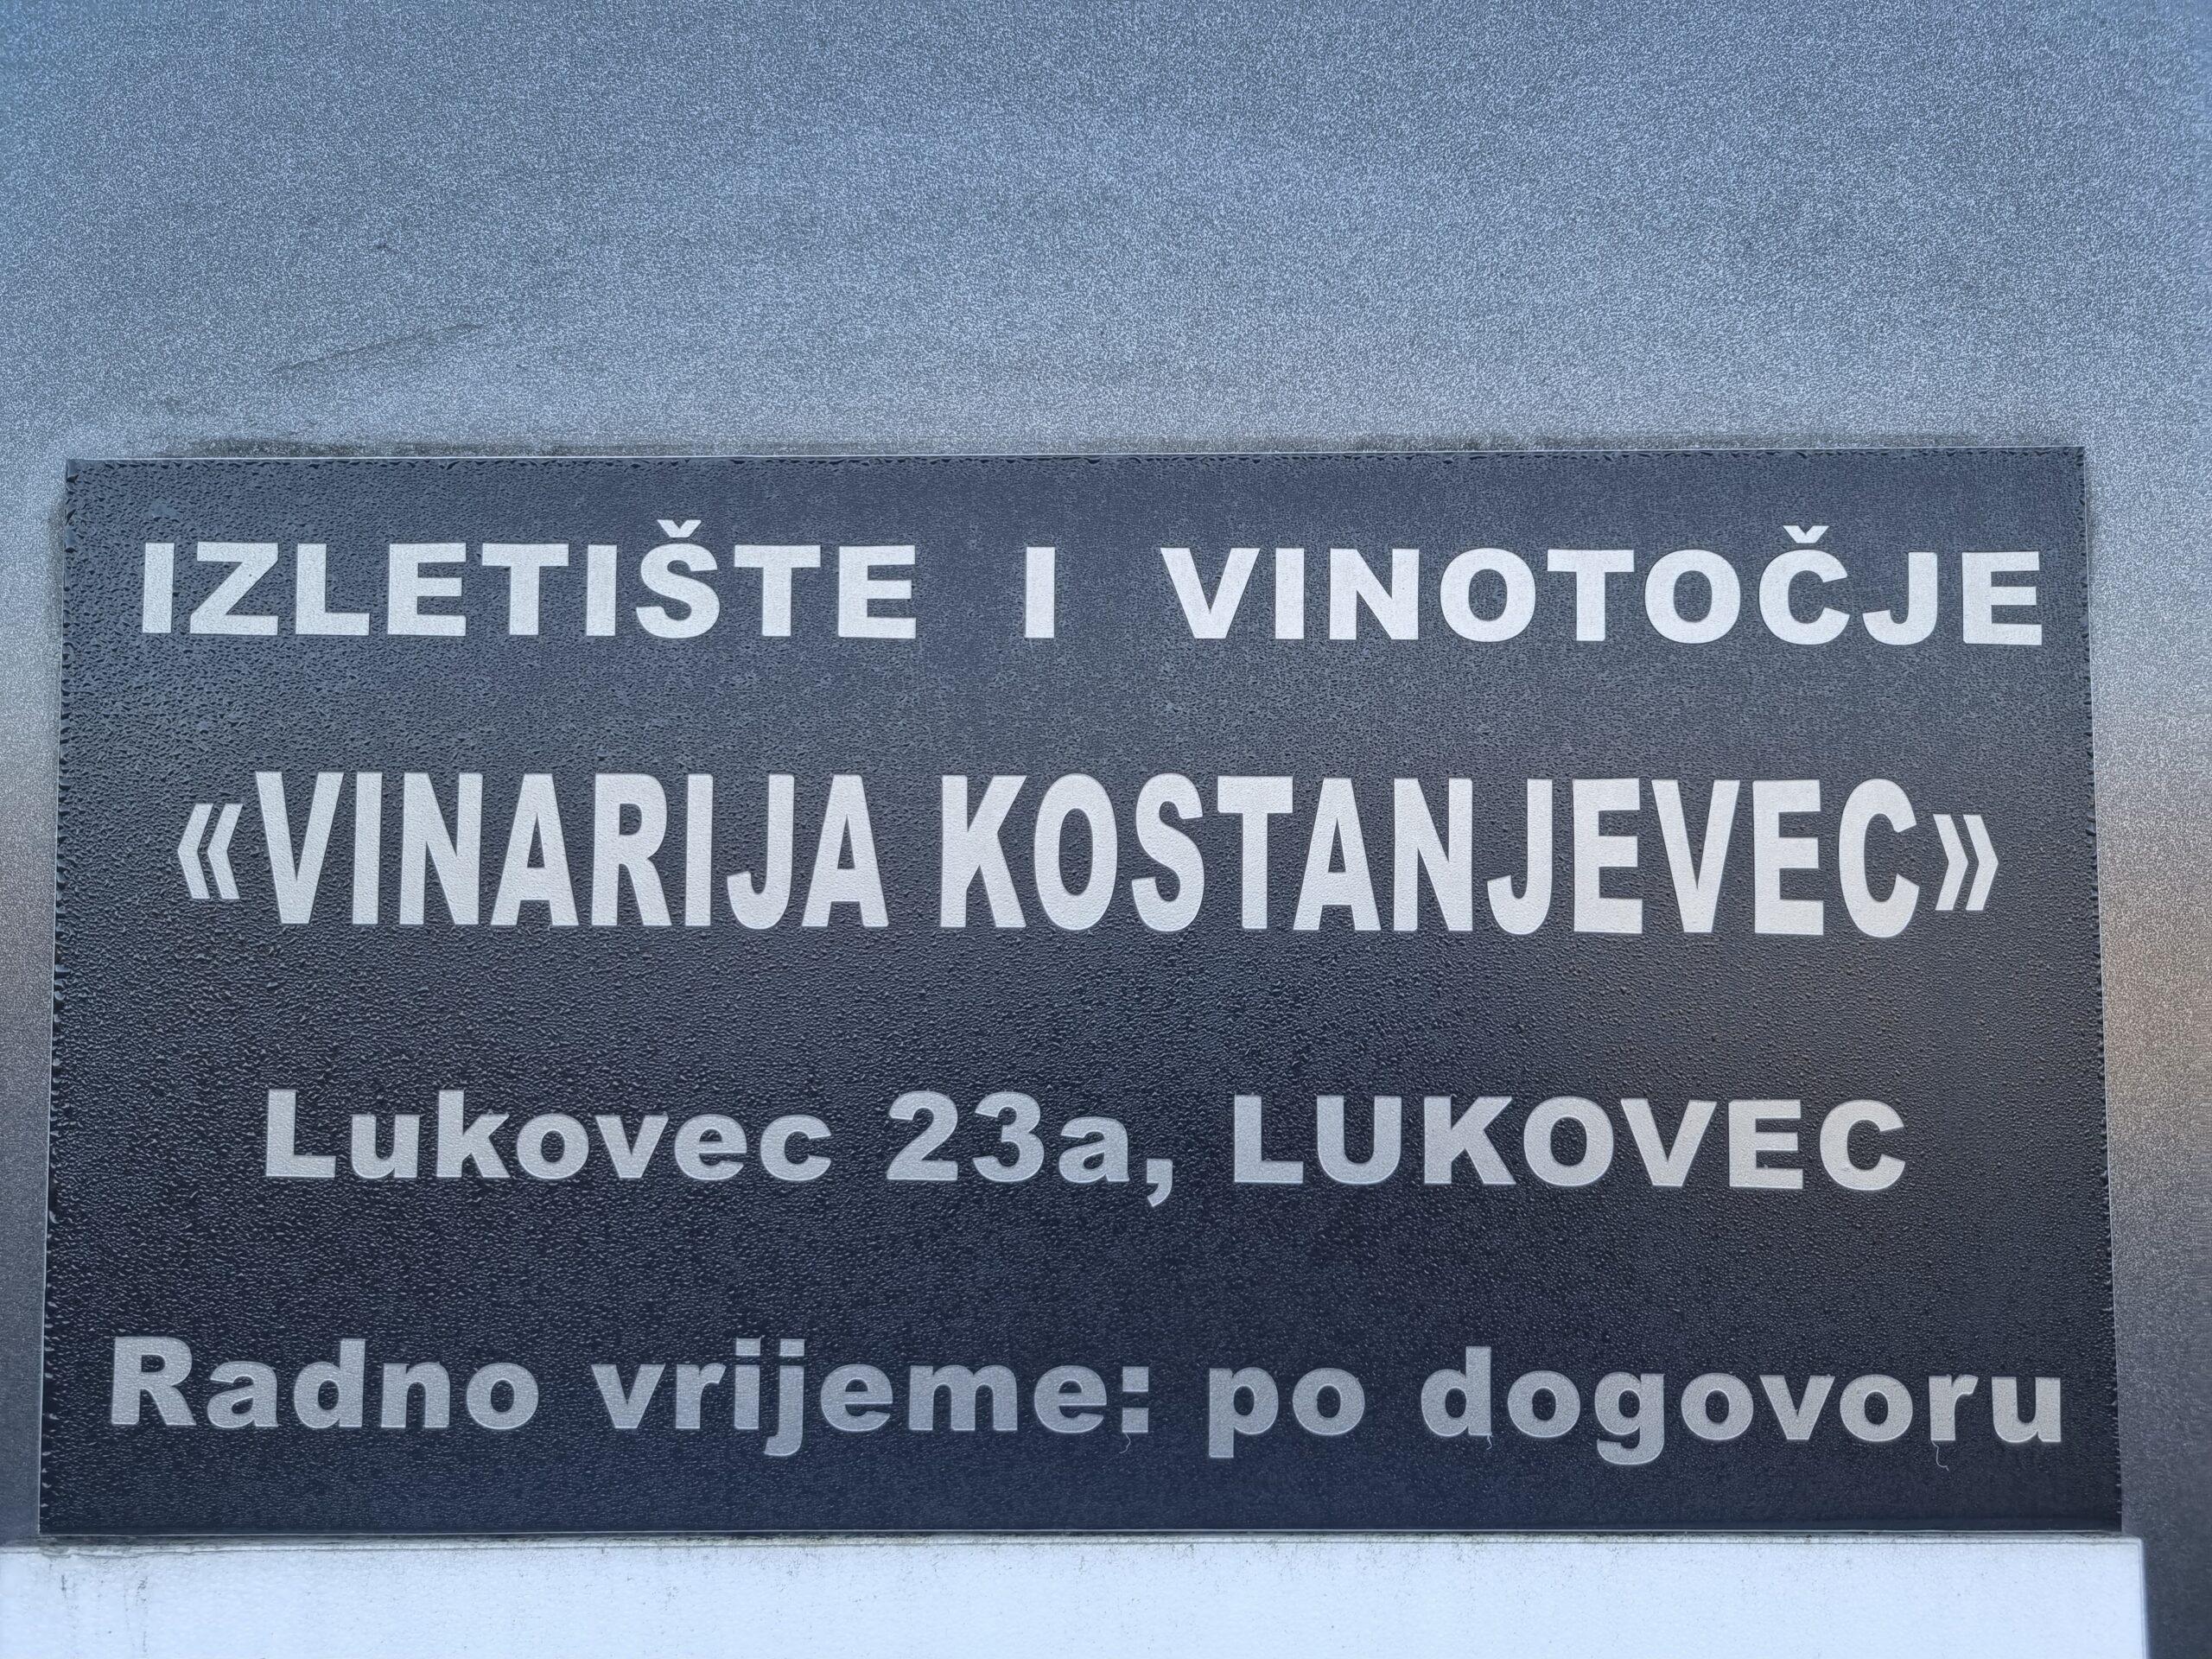 IZLETIŠTE I VINOTOČJE
«VINARIJA KOSTANJEVEC»
Lukovec 23a, LUKOVEC
Radno vrijeme: po dogovoru